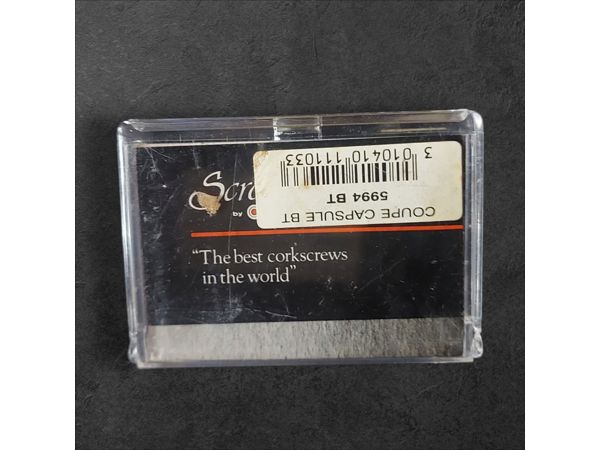 COUPE CAPSULE BT
5994 BT
3 010410 111033
"The best corkscrews
in the world"